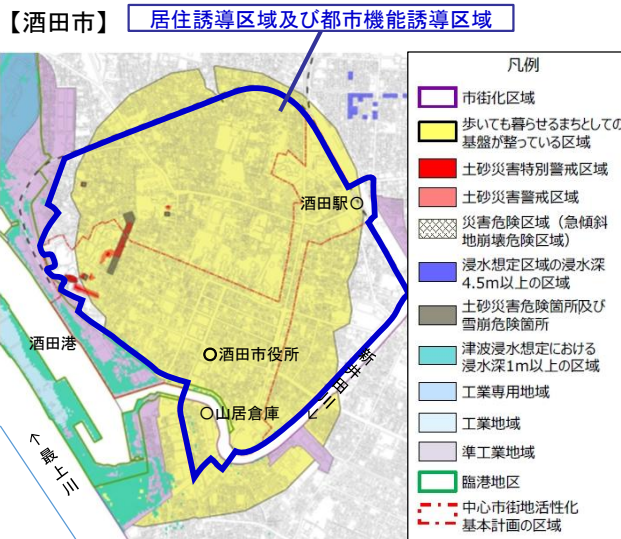 【酒田市】
居住誘導区域及び都市機能誘導区域
酒田駅
酒田港
酒田市役所
山居倉庫
新井田川
←
↑最上川
凡例
市街化区域
歩いても暮らせるまちとしての
基盤が整っている区域
土砂災害特別警戒区域
土砂災害警戒区域
災害危険区域（急傾斜
地崩壊危険区域）
浸水想定区域の浸水深
4.5m以上の区域
土砂災害危険箇所及び
雪崩危険箇所
津波浸水想定における
浸水深1m以上の区域
工業専用地域
工業地域
準工業地域
臨港地区
中心市街地活性化
基本計画の区域